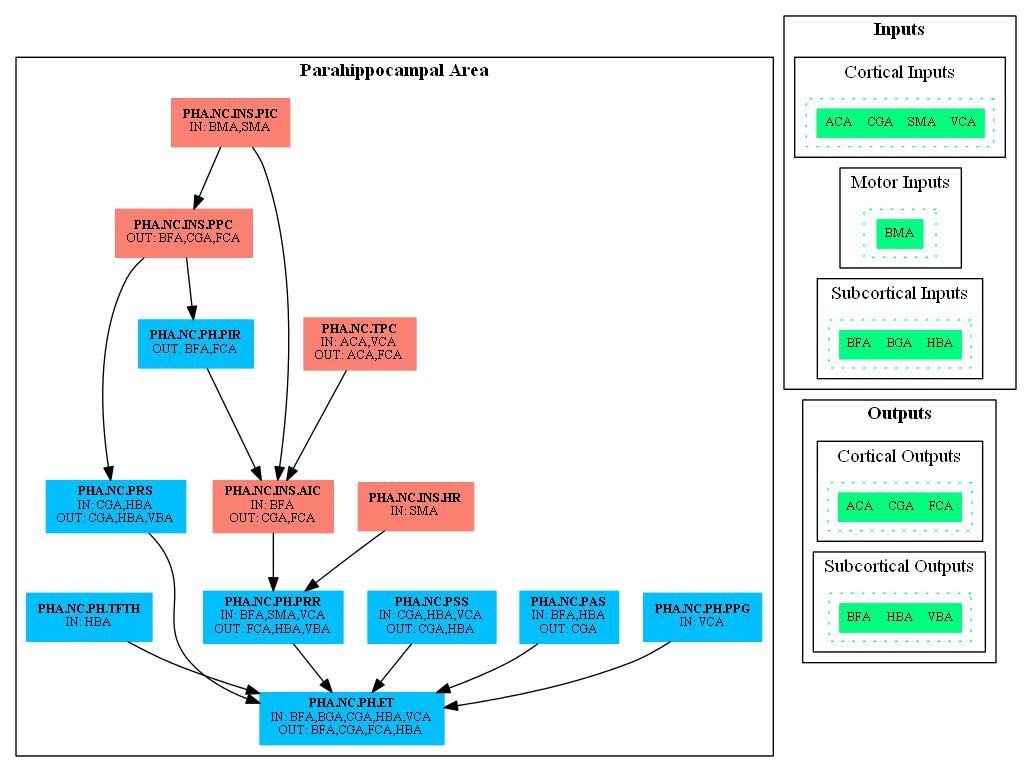 Parahippocampal Area
PHA.NC.INS.PIC
IN: BMA,SMA
PHA.NC.INS.PPC
OUT: BFA,CGA,FCA
PHA.NC.PH.PIR
OUT: BFA,FCA
PHA.NC.TPC
IN: ACA,VCA
OUT: ACA,FCA
PHA.NC.PRS
IN: CGA,HBA
OUT: CGA,HBA,VBA
PHA.NC.INS.AIC
IN: BFA
OUT: CGA,FCA
PHA.NC.INS.HR
IN: SMA
PHA.NC.PH.TFTH
IN: HBA
PHA.NC.PH.PRR
IN: BFA,SMA,VCA
OUT: FCA,HBA,VBA
PHA.NC.PSS
IN: CGA,HBA,VCA
OUT: CGA,HBA
PHA.NC.PAS
IN: BFA,HBA
OUT: CGA
PHA.NC.PH.PPG
IN: VCA
PHA.NC.PH.ET
IN: BFA,BGA,CGA,HBA,VCA
OUT: BFA,CGA,FCA,HBA
Inputs
Cortical Inputs
ACA CGA SMA VCA
Motor Inputs
BMA
Subcortical Inputs
BFA BGA HBA
Outputs
Cortical Outputs
ACA CGA FCA
Subcortical Outputs
BFA HBA VBA